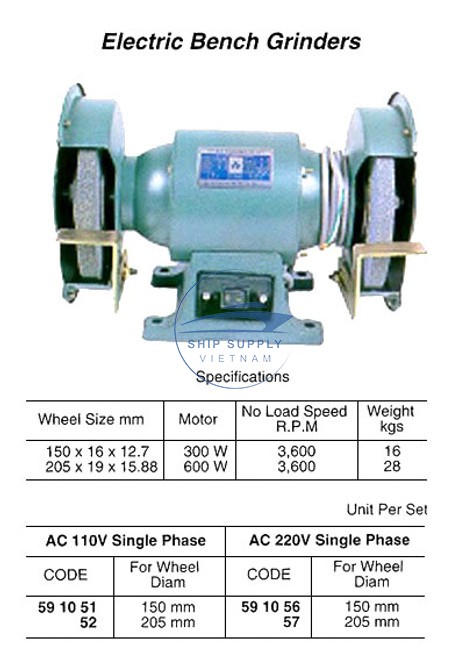 Electric Bench Grinders
SHIP SUPPLY
VIETNAM
Specifications
Wheel Size mm Motor No Load Speed R.P.M Weight kgs
150 x 16 x 12.7 300 W 3,600 16
205 x 19 x 15.88 600 W 3,600 28
Unit Per Set
AC 110V Single Phase AC 220V Single Phase
CODE For Wheel Diam CODE For Wheel Diam
59 10 51 150 mm 59 10 56 150 mm
52 205 mm 57 205 mm